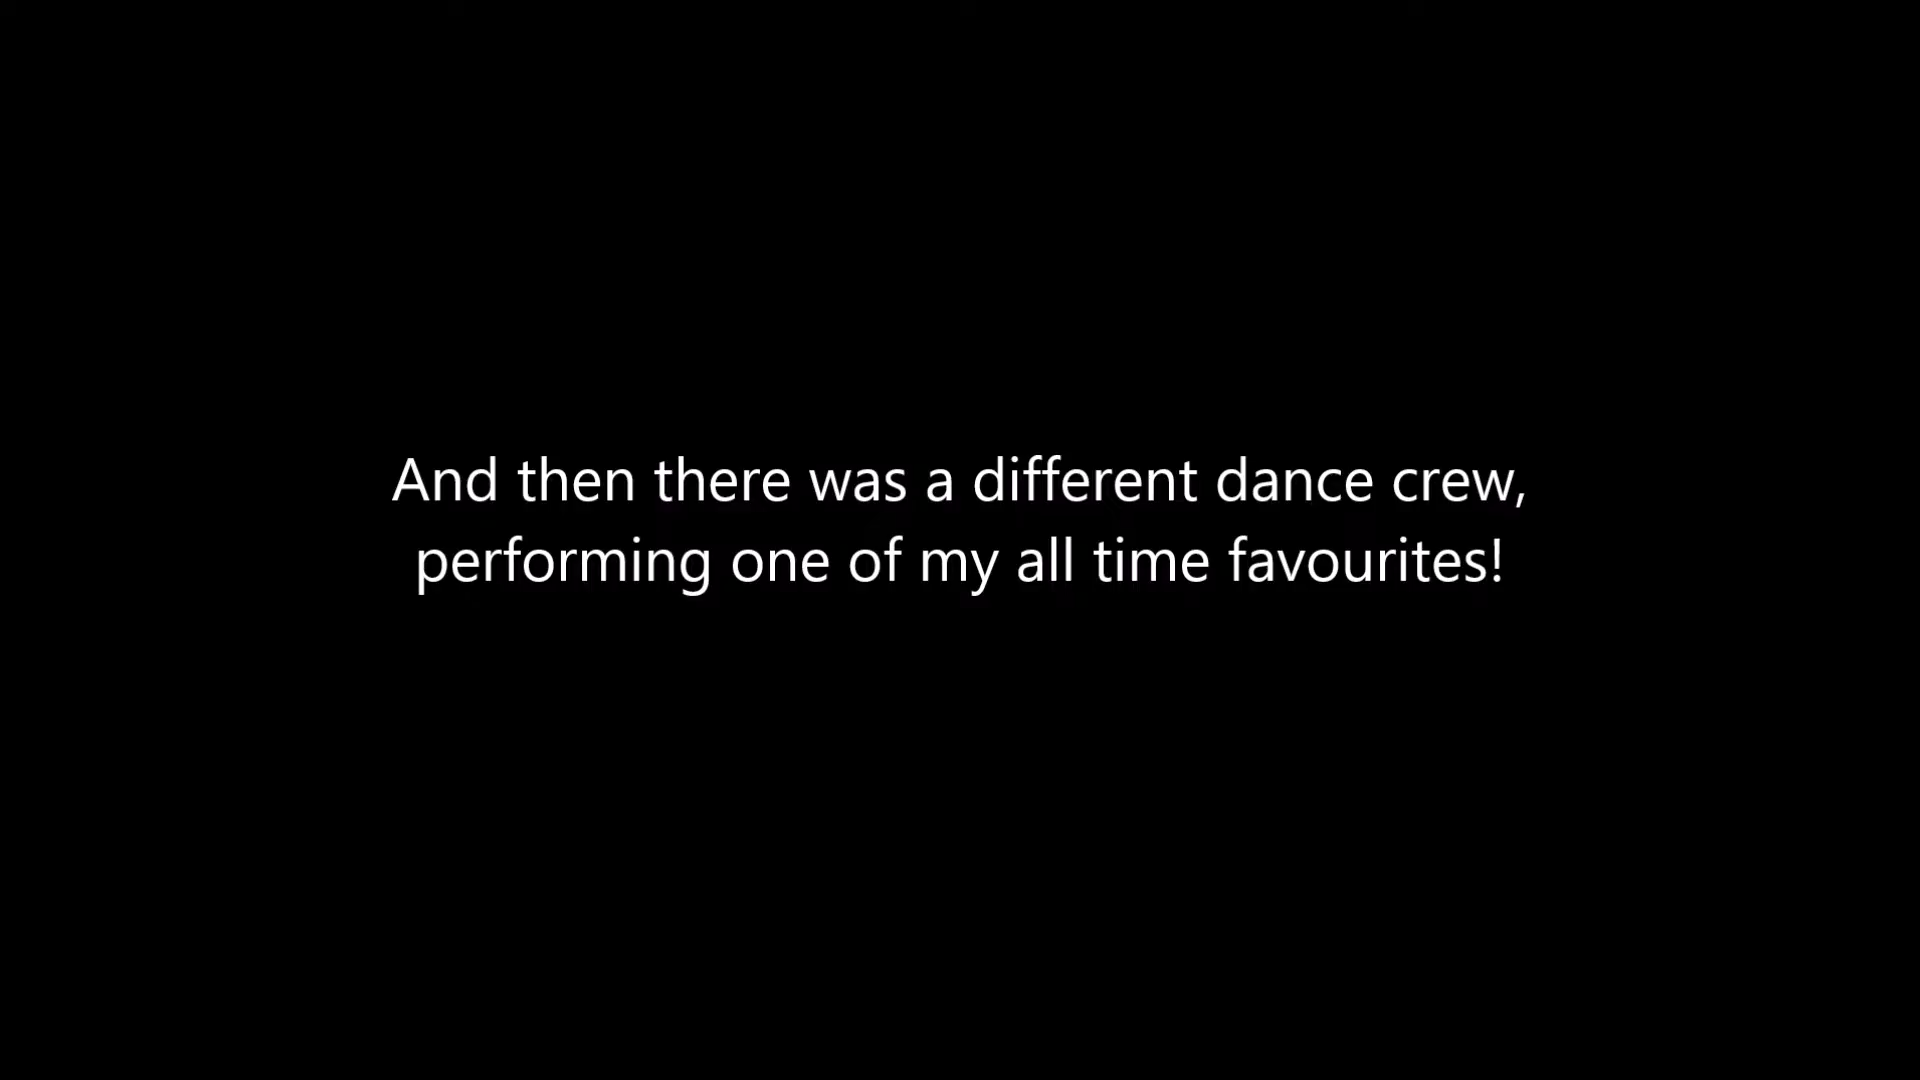 And then there was a different dance crew,
performing one of my all time favourites!